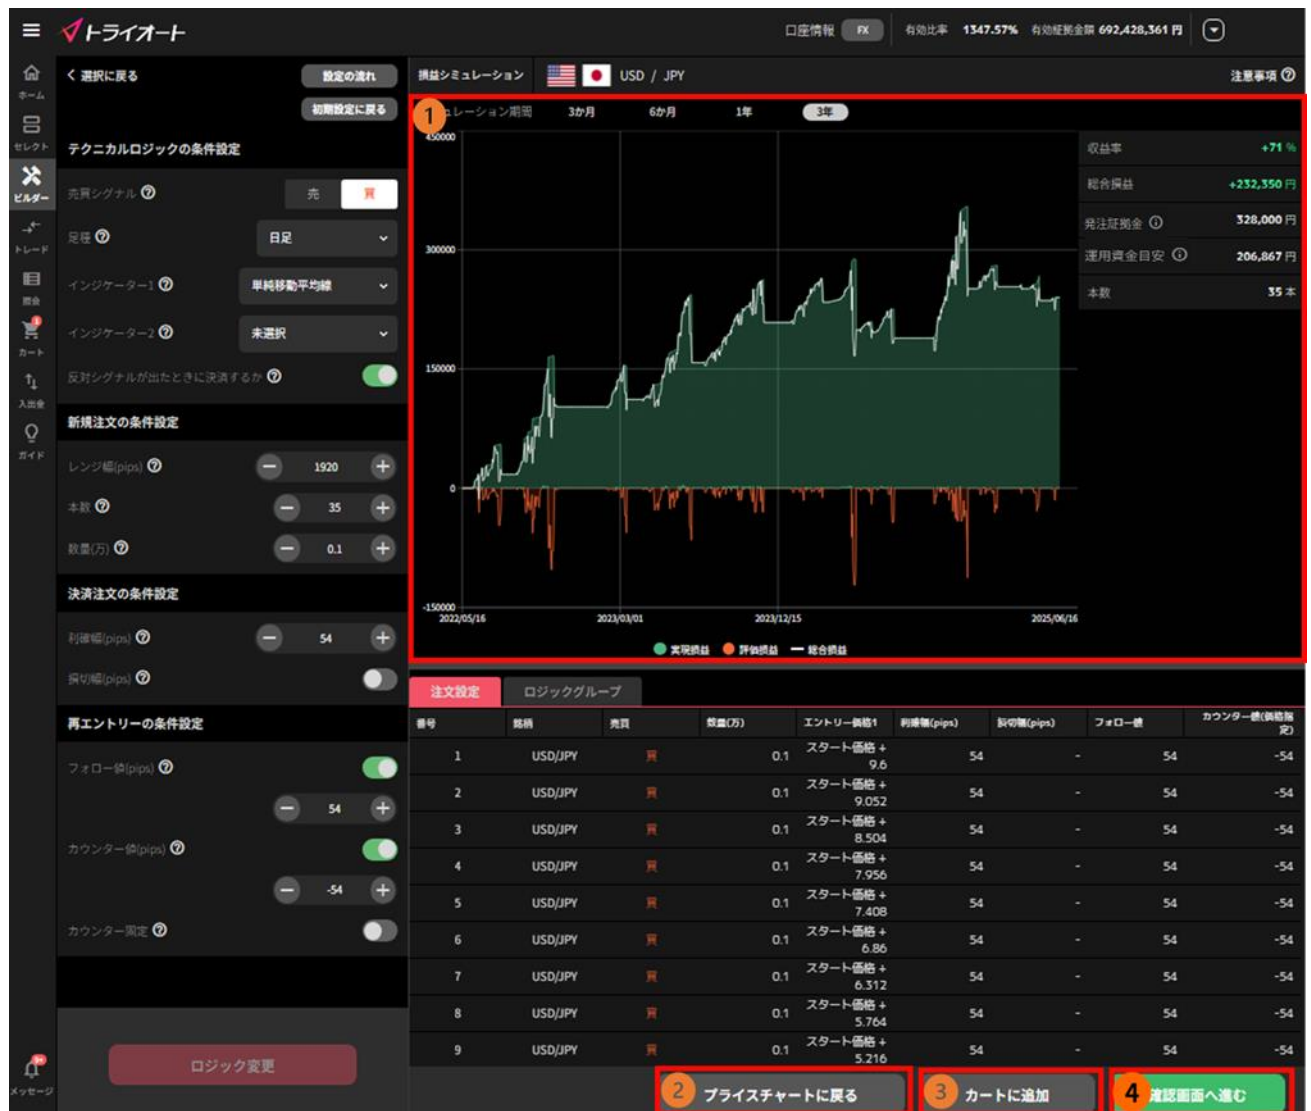 トライオート
口座情報 FX 有効比率 1347.57% 有効証拠金額 692,428,361 円
ホーム
セレクト
ビルダー
トレード
照会
カート
入出金
ガイド
メッセージ
選択に戻る 設定の流れ
初期設定に戻る
テクニカルロジックの条件設定
売買シグナル 売 買
足種 日足
インジケーター1 単純移動平均線
インジケーター2 未選択
反対シグナルが出たときに決済するか
新規注文の条件設定
レンジ幅(pips) 1920
本数 35
数量(万) 0.1
決済注文の条件設定
利確幅(pips) 54
損切幅(pips)
再エントリーの条件設定
フォロー値(pips)
54
カウンター値(pips)
-54
カウンター固定
ロジック変更
損益シミュレーション USD / JPY 注意事項
1 ュレーション期間 3か月 6か月 1年 3年
450000
300000
150000
0
-150000
2022/05/16 2023/03/01 2023/12/15 2025/06/16
実現損益 評価損益 総合損益
収益率 +71 %
総合損益 +232,350 円
発注証拠金 328,000 円
運用資金目安 206,867 円
本数 35 本
注文設定 ロジックグループ
番号 銘柄 売買 数量(万) エントリー価格1 利確幅(pips) 損切幅(pips) フォロー値 カウンター値(価格指定)
1 USD/JPY 買 0.1 スタート価格 + 9.6 54 - 54 -54
2 USD/JPY 買 0.1 スタート価格 + 9.052 54 - 54 -54
3 USD/JPY 買 0.1 スタート価格 + 8.504 54 - 54 -54
4 USD/JPY 買 0.1 スタート価格 + 7.956 54 - 54 -54
5 USD/JPY 買 0.1 スタート価格 + 7.408 54 - 54 -54
6 USD/JPY 買 0.1 スタート価格 + 6.86 54 - 54 -54
7 USD/JPY 買 0.1 スタート価格 + 6.312 54 - 54 -54
8 USD/JPY 買 0.1 スタート価格 + 5.764 54 - 54 -54
9 USD/JPY 買 0.1 スタート価格 + 5.216 54 - 54 -54
2 プライスチャートに戻る 3 カートに追加 4 確認画面へ進む